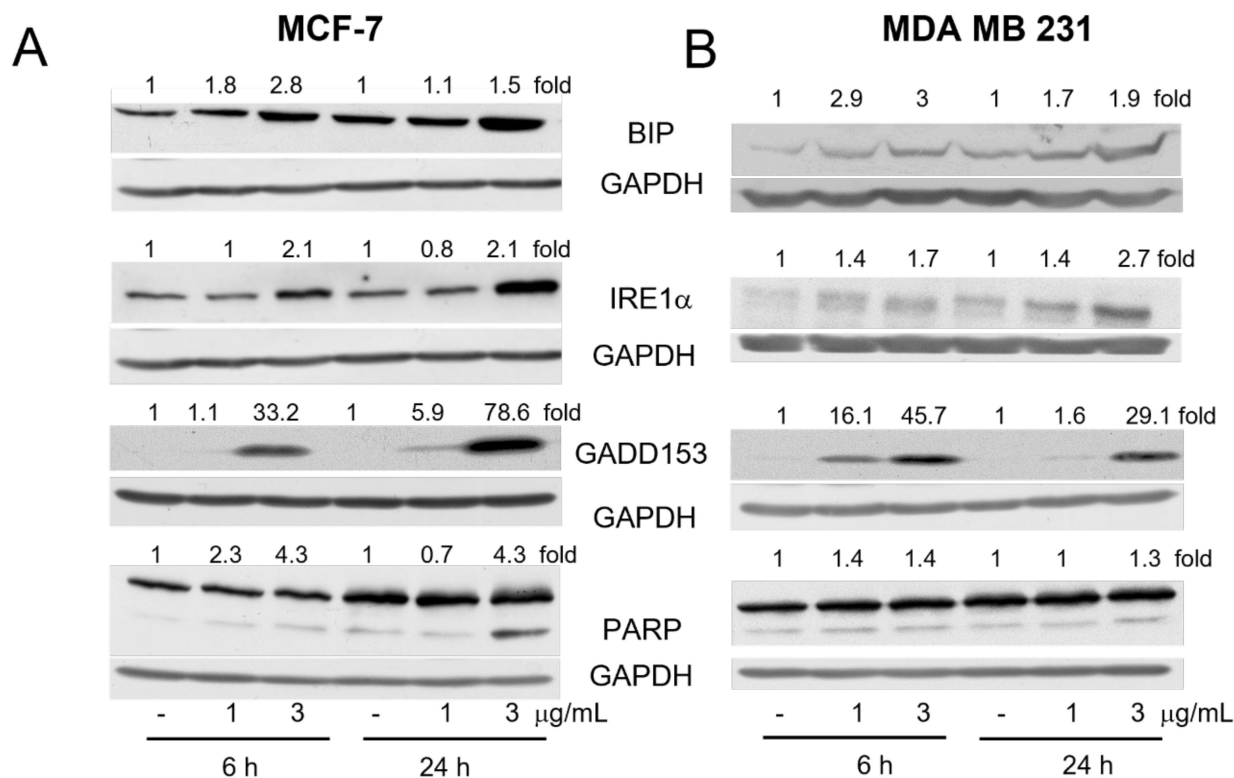 A
MCF-7
1 1.8 2.8 1 1.1 1.5 fold
BIP
GAPDH
1 1 2.1 1 0.8 2.1 fold
IRE1α
GAPDH
1 1.1 33.2 1 5.9 78.6 fold
GADD153
GAPDH
1 2.3 4.3 1 0.7 4.3 fold
PARP
GAPDH
- 1 3 - 1 3 μg/mL
6 h 24 h
B
MDA MB 231
1 2.9 3 1 1.7 1.9 fold
1 1.4 1.7 1 1.4 2.7 fold
1 16.1 45.7 1 1.6 29.1 fold
1 1.4 1.4 1 1 1.3 fold
- 1 3 - 1 3 μg/mL
6 h 24 h